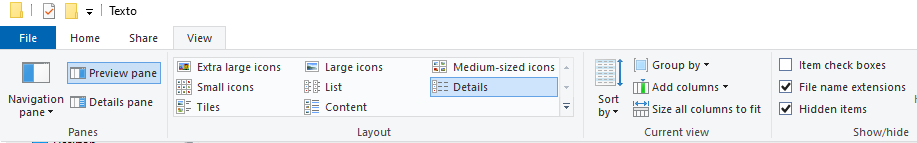 Texto
File Home Share View
Navigation pane
Preview pane
Details pane
Panes
Extra large icons Large icons Medium-sized icons
Small icons List Details
Tiles Content
Layout
Sort by
Group by
Add columns
Size all columns to fit
Current view
Item check boxes
File name extensions
Hidden items
Show/hide